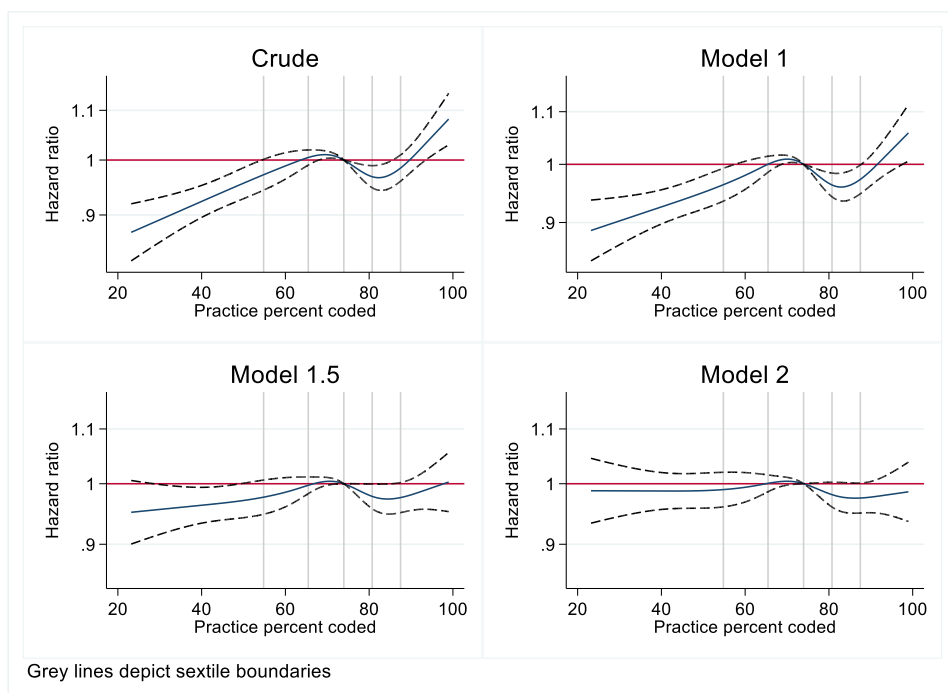 Crude
Hazard ratio
1.1
1
.9
20 40 60 80 100
Practice percent coded
Model 1
Hazard ratio
1.1
1
.9
20 40 60 80 100
Practice percent coded
Model 1.5
Hazard ratio
1.1
1
.9
20 40 60 80 100
Practice percent coded
Model 2
Hazard ratio
1.1
1
.9
20 40 60 80 100
Practice percent coded
Grey lines depict sextile boundaries